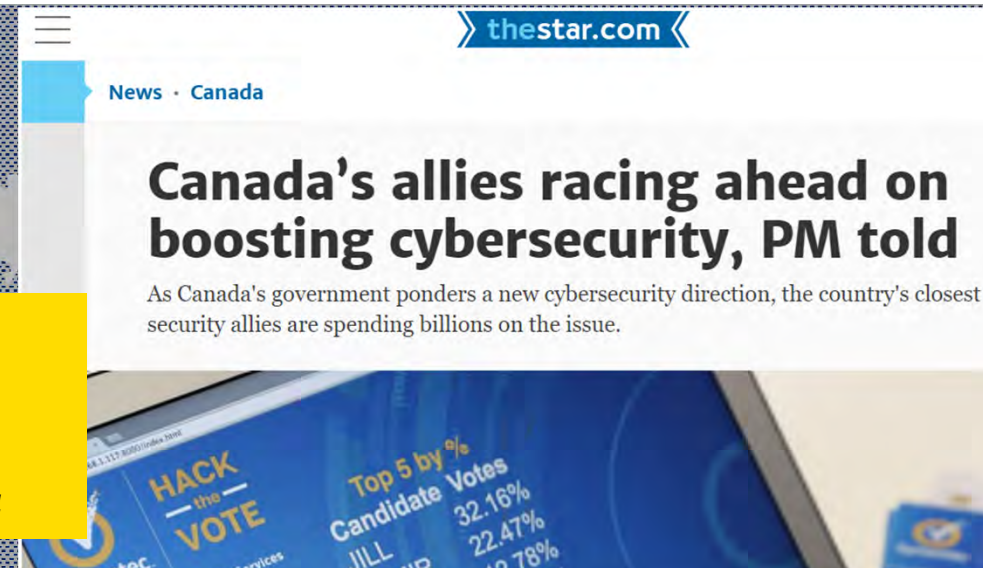 thestar.com
News · Canada
Canada's allies racing ahead on
boosting cybersecurity, PM told
As Canada's government ponders a new cybersecurity direction, the country's closest
security allies are spending billions on the issue.
HACK
the
VOTE
Top 5 by %
Candidate Votes
JILL 32.16%
22.47%